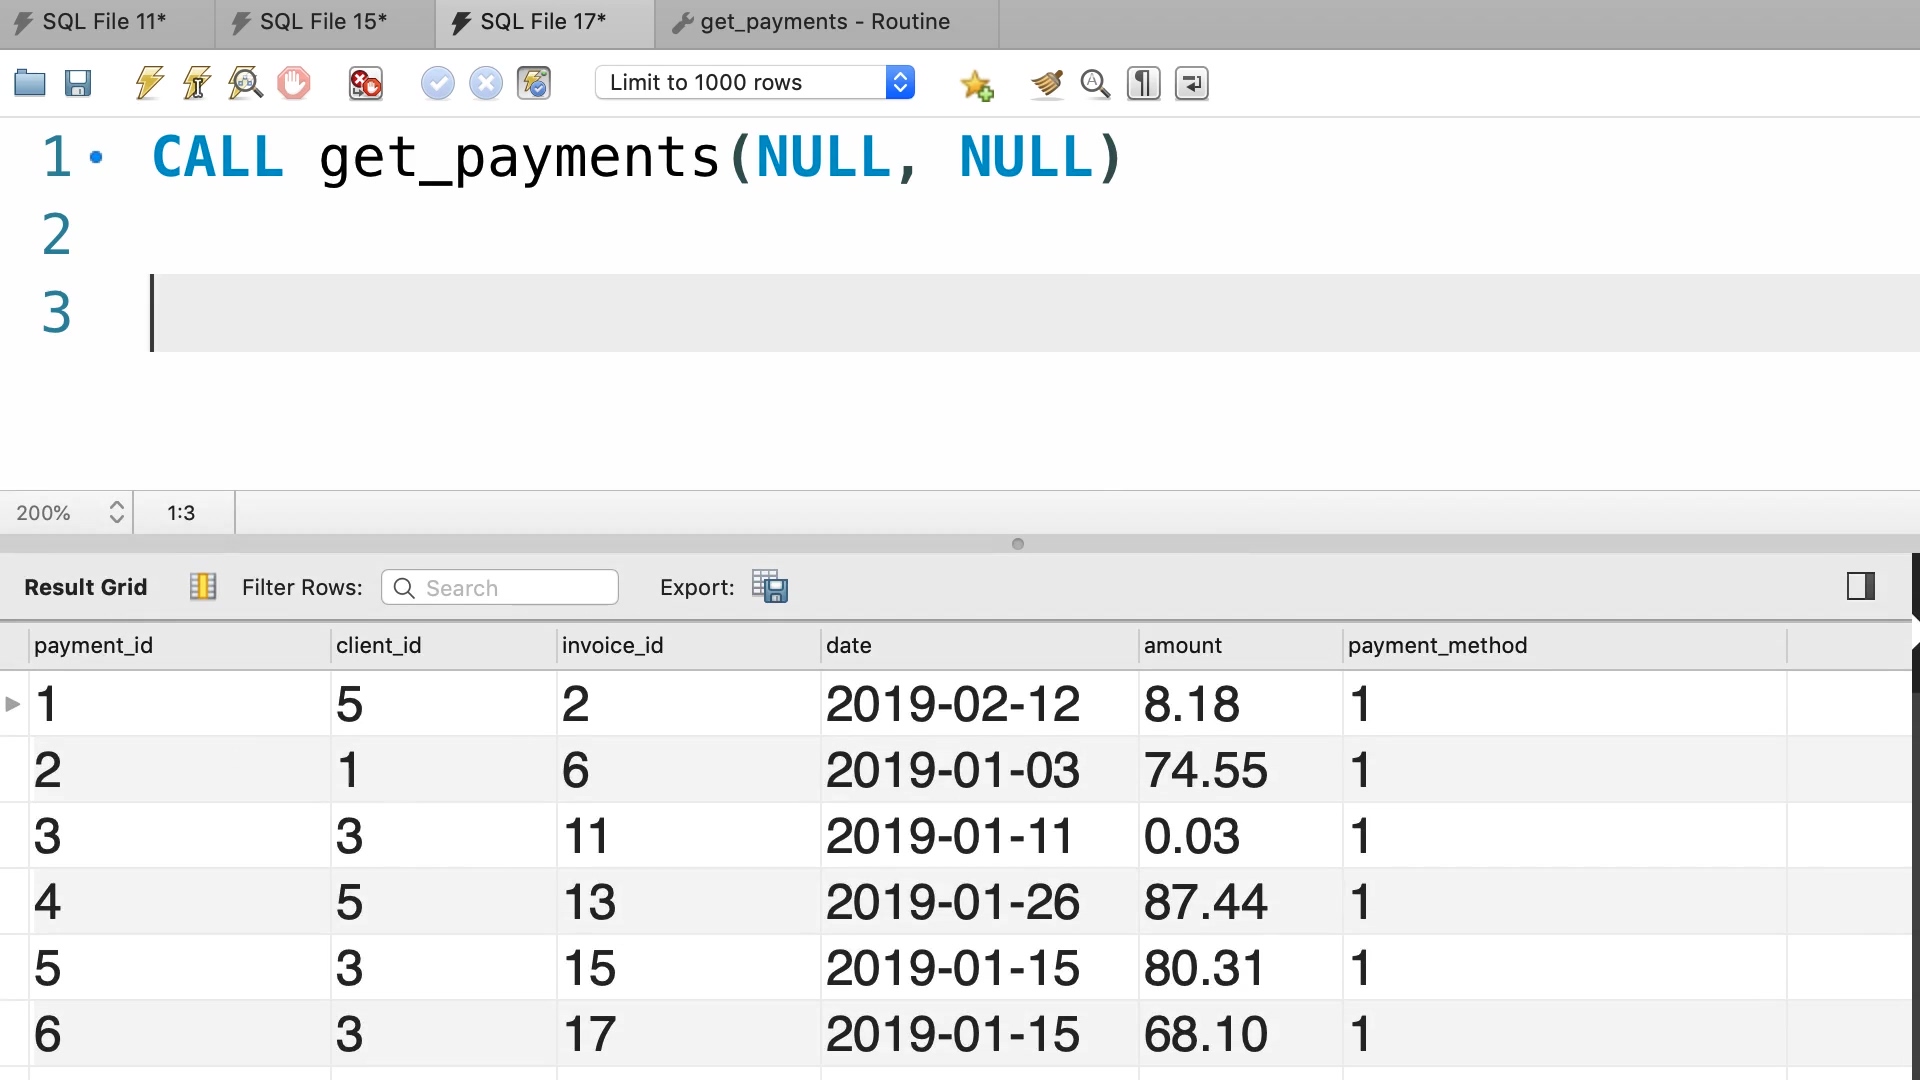 SQL File 11* SQL File 15* SQL File 17* get_payments - Routine
Limit to 1000 rows
1 CALL get_payments(NULL, NULL)
2
3
200% 1:3
Result Grid Filter Rows: Search Export:
payment_id client_id invoice_id date amount payment_method
1 5 2 2019-02-12 8.18 1
2 1 6 2019-01-03 74.55 1
3 3 11 2019-01-11 0.03 1
4 5 13 2019-01-26 87.44 1
5 3 15 2019-01-15 80.31 1
6 3 17 2019-01-15 68.10 1